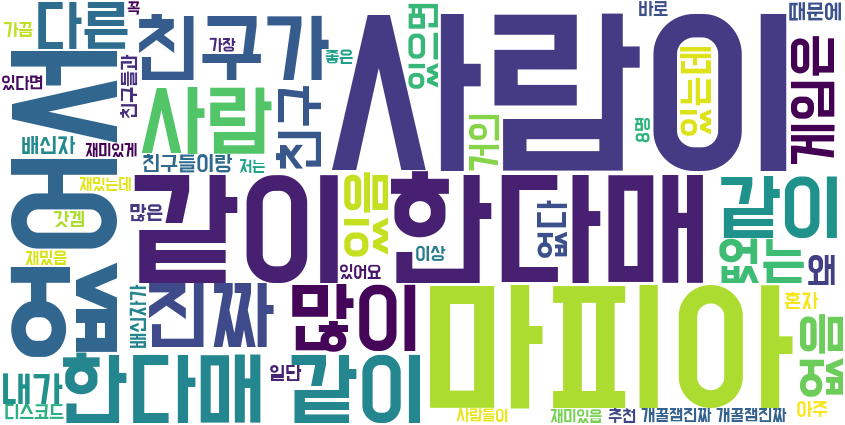 가끔
다른
꼭
친구가
가장
좋은
있으면
사람이
바로
때문에
있다면
친구들과
사람
친구
거인
8명
있는데
게임은
우정수
배신자
재미있게
친구들이랑
저는
재밌는데
갓겜
많은
같이
있음
한다매
없다
같이
없는
왜
재밌음
이상
있어요
없음
배신자가
진짜
많이
마피아
혼자
없음
내가
한다매 같이
일단
디스코드
사람들이
재미있음
추천
개꿀잼진짜 개꿀잼진짜
아주